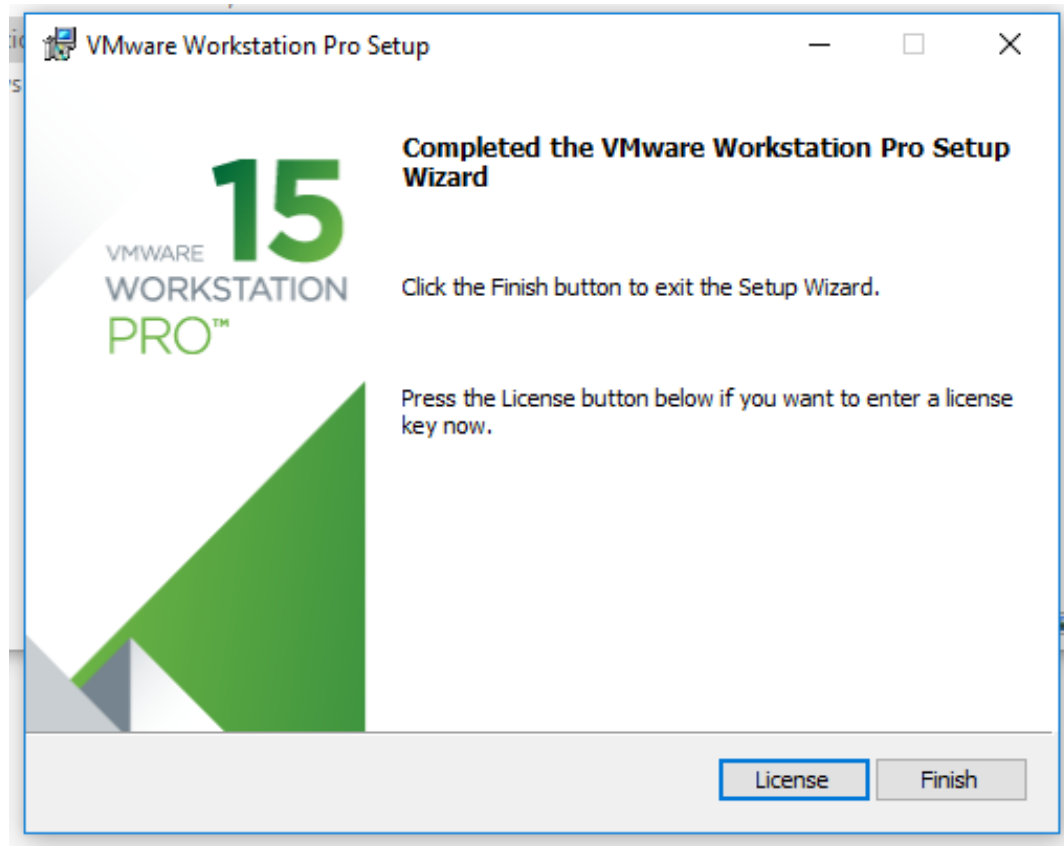 VMware Workstation Pro Setup
Completed the VMware Workstation Pro Setup
Wizard
15
VMWARE
WORKSTATION
PRO™
Click the Finish button to exit the Setup Wizard.
Press the License button below if you want to enter a license
key now.
License
Finish